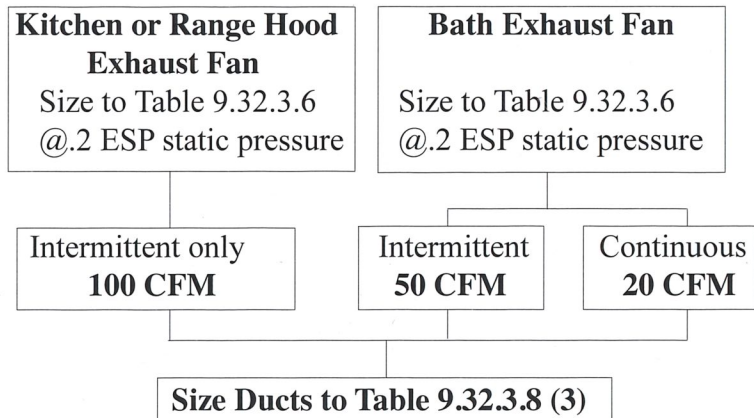 Kitchen or Range Hood
Exhaust Fan
Size to Table 9.32.3.6
@.2 ESP static pressure
Bath Exhaust Fan
Size to Table 9.32.3.6
@.2 ESP static pressure
Intermittent only
100 CFM
Intermittent
50 CFM
Continuous
20 CFM
Size Ducts to Table 9.32.3.8 (3)